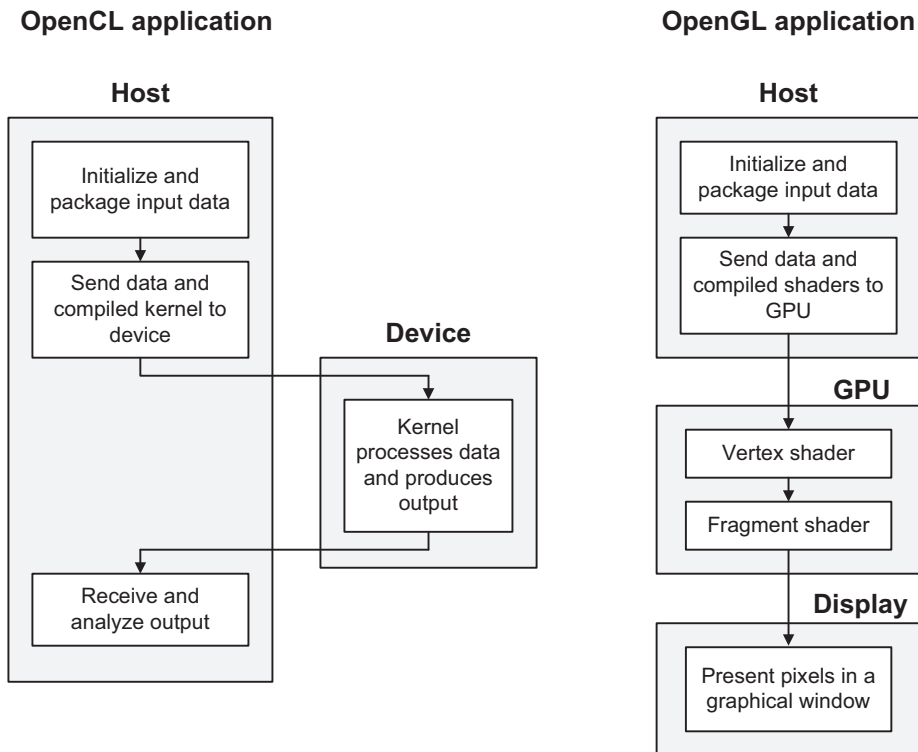 OpenCL application
Host
Initialize and
package input data
Send data and
compiled kernel to
device
Device
Kernel
processes data
and produces
output
Receive and
analyze output
OpenGL application
Host
Initialize and
package input data
Send data and
compiled shaders to
GPU
GPU
Vertex shader
Fragment shader
Display
Present pixels in a
graphical window